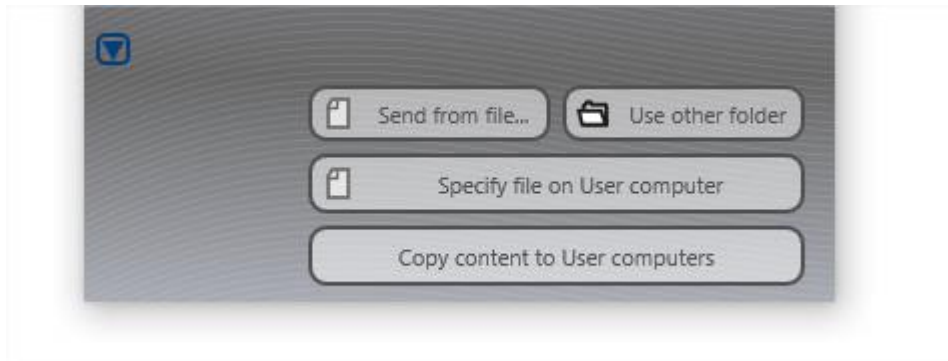 Send from file... Use other folder
Specify file on User computer
Copy content to User computers